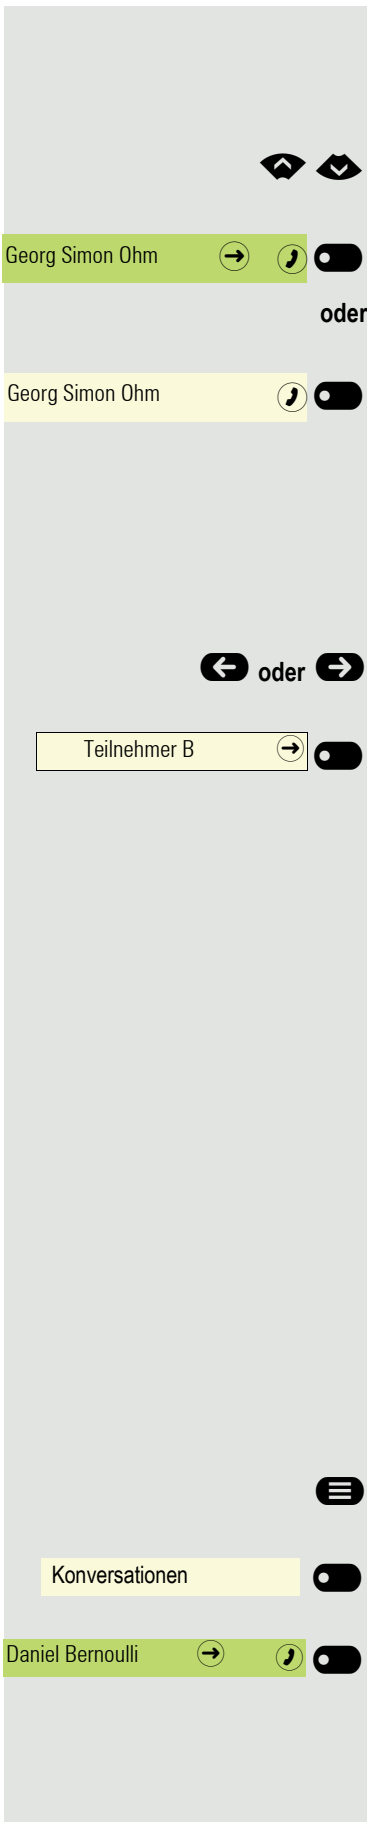 Georg Simon Ohm
oder
Georg Simon Ohm
oder
Teilnehmer B
Konversationen
Daniel Bernoulli